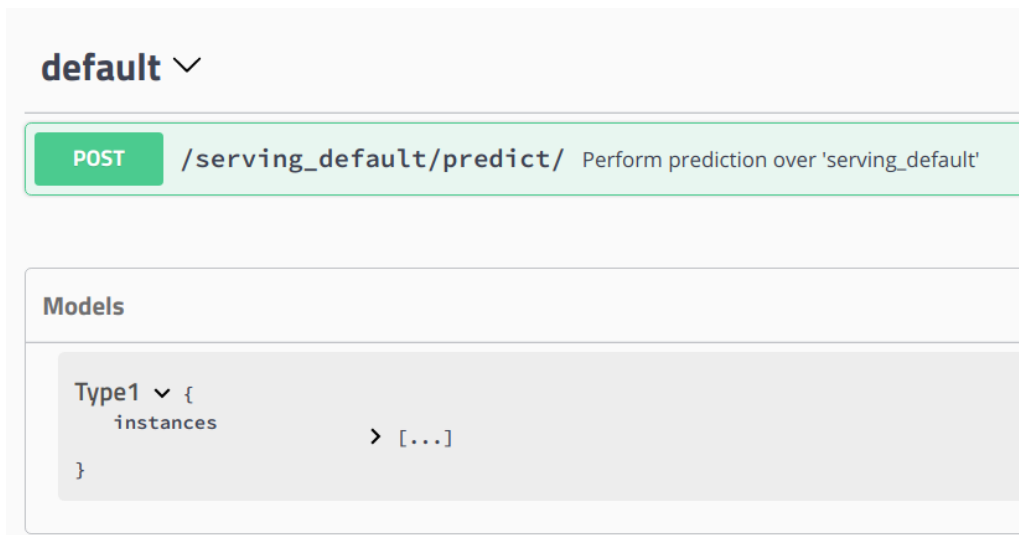 default
POST /serving_default/predict/ Perform prediction over 'serving_default'
Models
Type1 {
instances
[...]
}